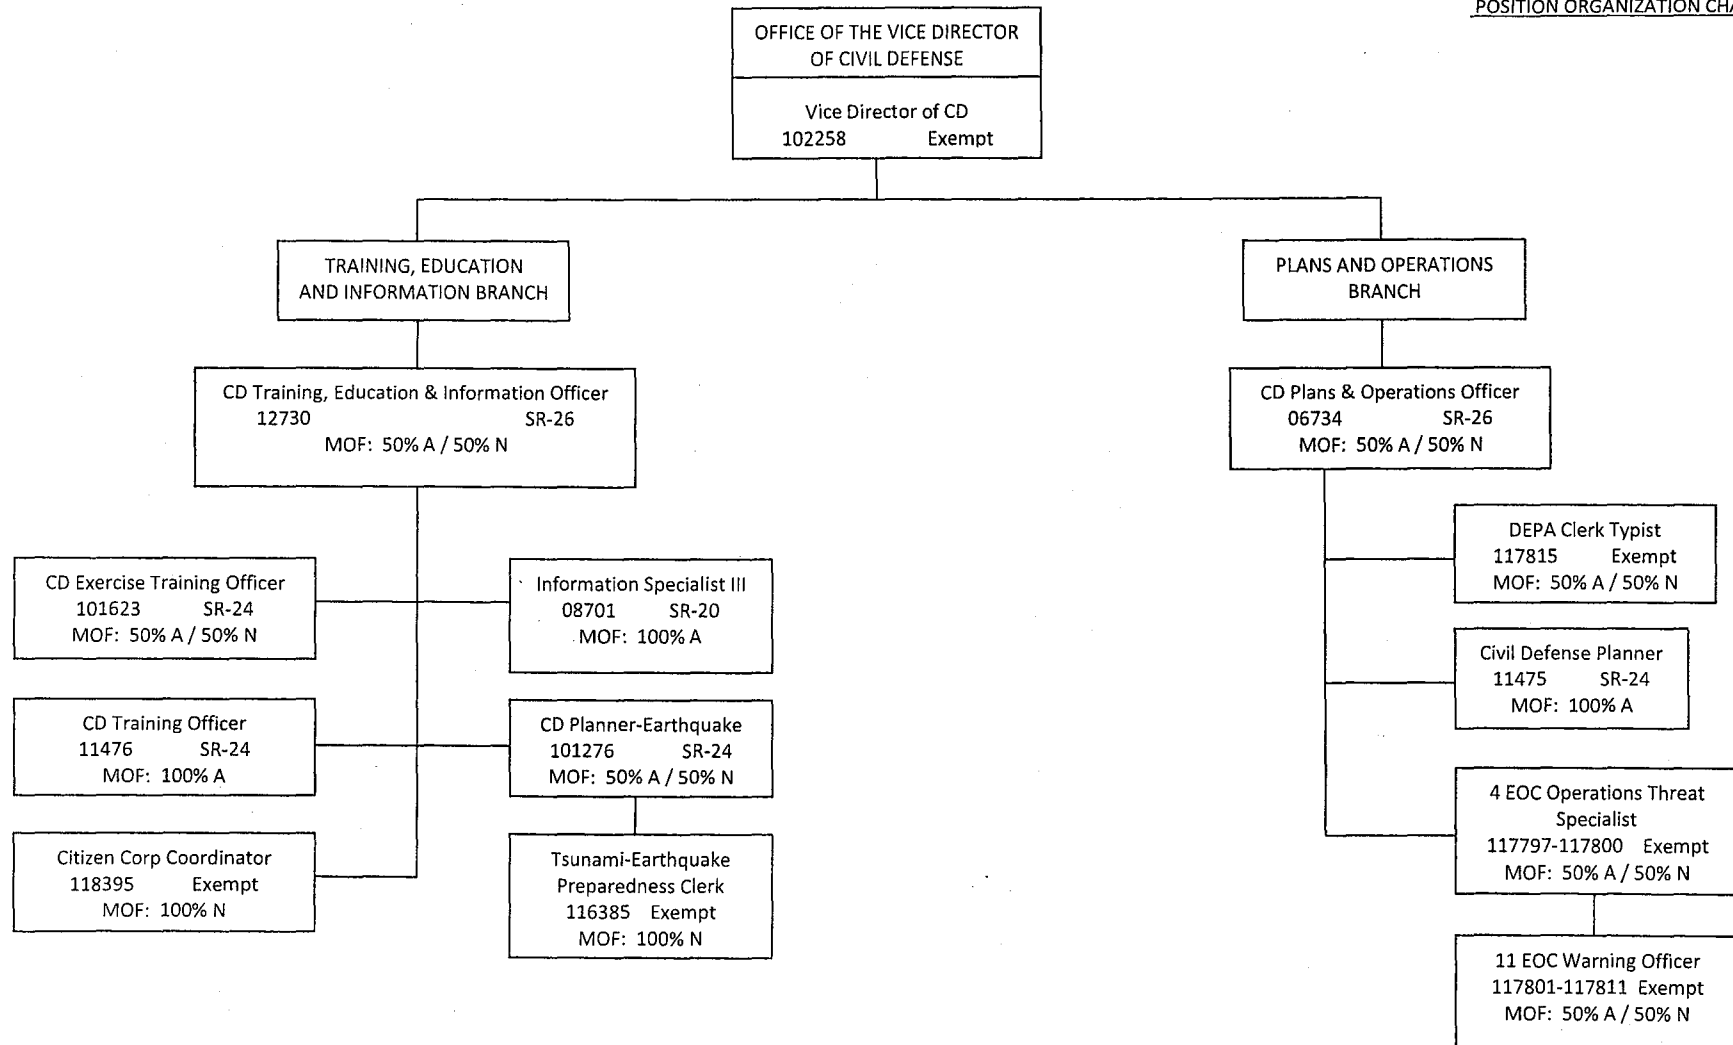 POSITION ORGANIZATION
OFFICE OF THE VICE DIRECTOR
OF CIVIL DEFENSE
Vice Director of CD
102258 Exempt
TRAINING, EDUCATION
AND INFORMATION BRANCH
CD Training, Education & Information Officer
12730 SR-26
MOF: 50% A / 50% N
CD Exercise Training Officer
101623 SR-24
MOF: 50% A / 50% N
Information Specialist III
08701 SR-20
MOF: 100% A
CD Training Officer
11476 SR-24
MOF: 100% A
CD Planner-Earthquake
101276 SR-24
MOF: 50% A / 50% N
Citizen Corp Coordinator
118395 Exempt
MOF: 100% N
Tsunami-Earthquake
Preparedness Clerk
116385 Exempt
MOF: 100% N
PLANS AND OPERATIONS
BRANCH
CD Plans & Operations Officer
06734 SR-26
MOF: 50% A / 50% N
DEPA Clerk Typist
117815 Exempt
MOF: 50% A / 50% N
Civil Defense Planner
11475 SR-24
MOF: 100% A
4 EOC Operations Threat
Specialist
117797-117800 Exempt
MOF: 50% A / 50% N
11 EOC Warning Officer
117801-117811 Exempt
MOF: 50% A / 50% N